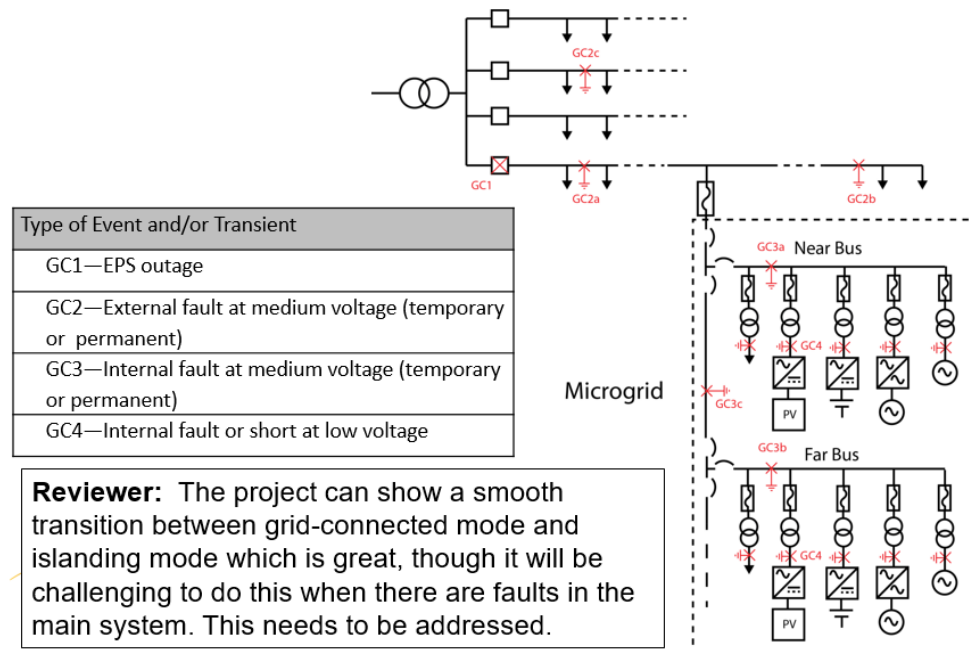 GC2c
GC1
GC2a
GC2b
Type of Event and/or Transient
GC1—EPS outage
GC2—External fault at medium voltage (temporary
or permanent)
GC3—Internal fault at medium voltage (temporary
or permanent)
GC4—Internal fault or short at low voltage
GC3a
Near Bus
GC4
PV
Microgrid
GC3c
GC3b
Far Bus
GC4
PV
Reviewer: The project can show a smooth
transition between grid-connected mode and
islanding mode which is great, though it will be
challenging to do this when there are faults in the
main system. This needs to be addressed.